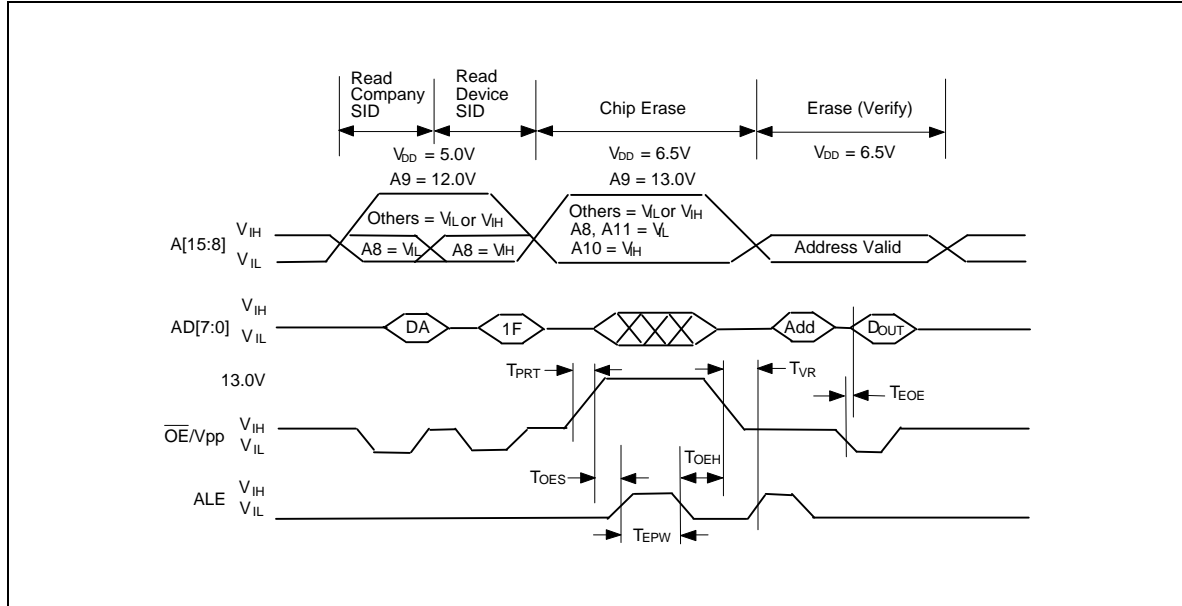 Read
Company
SID
Read
Device
SID
Chip Erase
Erase (Verify)
VDD = 5.0V
VDD = 6.5V
VDD = 6.5V
A9 = 12.0V
A9 = 13.0V
Others = VIL or VIH
Others = VIL or VIH
A8, A11 = VIL
A10 = VIH
A[15:8]
VIH
VIL
A8 = VIL
A8 = VIH
Address Valid
AD[7:0]
VIH
VIL
DA
1F
Add
DOUT
13.0V
TPRT
TVR
TEOE
OE/Vpp
VIH
VIL
TOES
TOEH
ALE
VIH
VIL
TEPW